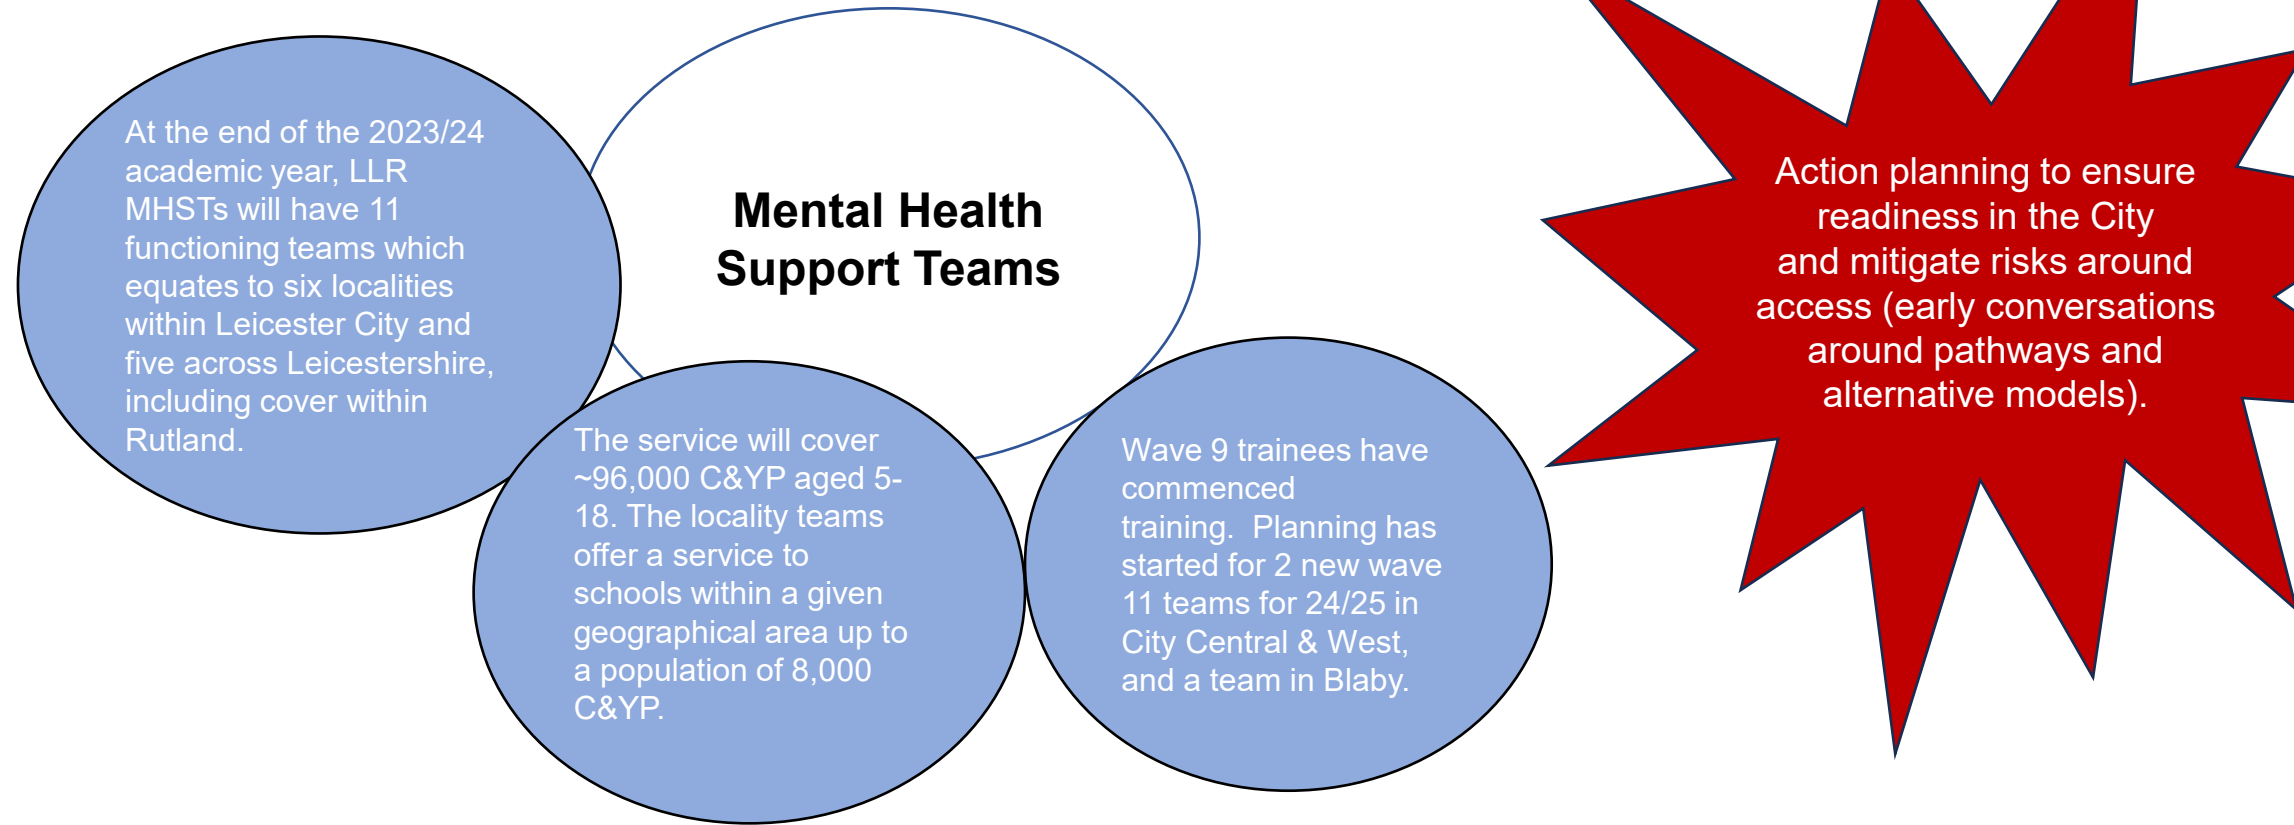 At the end of the 2023/24
academic year, LLR
MHSTs will have 11
functioning teams which
equates to six localities
within Leicester City and
five across Leicestershire,
including cover within
Rutland.
Mental Health
Support Teams
The service will cover
~96,000 C&YP aged 5-
18. The locality teams
offer a service to
schools within a given
geographical area up to
a population of 8,000
C&YP.
Wave 9 trainees have
commenced
training.  Planning has
started for 2 new wave
11 teams for 24/25 in
City Central & West,
and a team in Blaby.
Action planning to ensure
readiness in the City
and mitigate risks around
access (early conversations
around pathways and
alternative models).